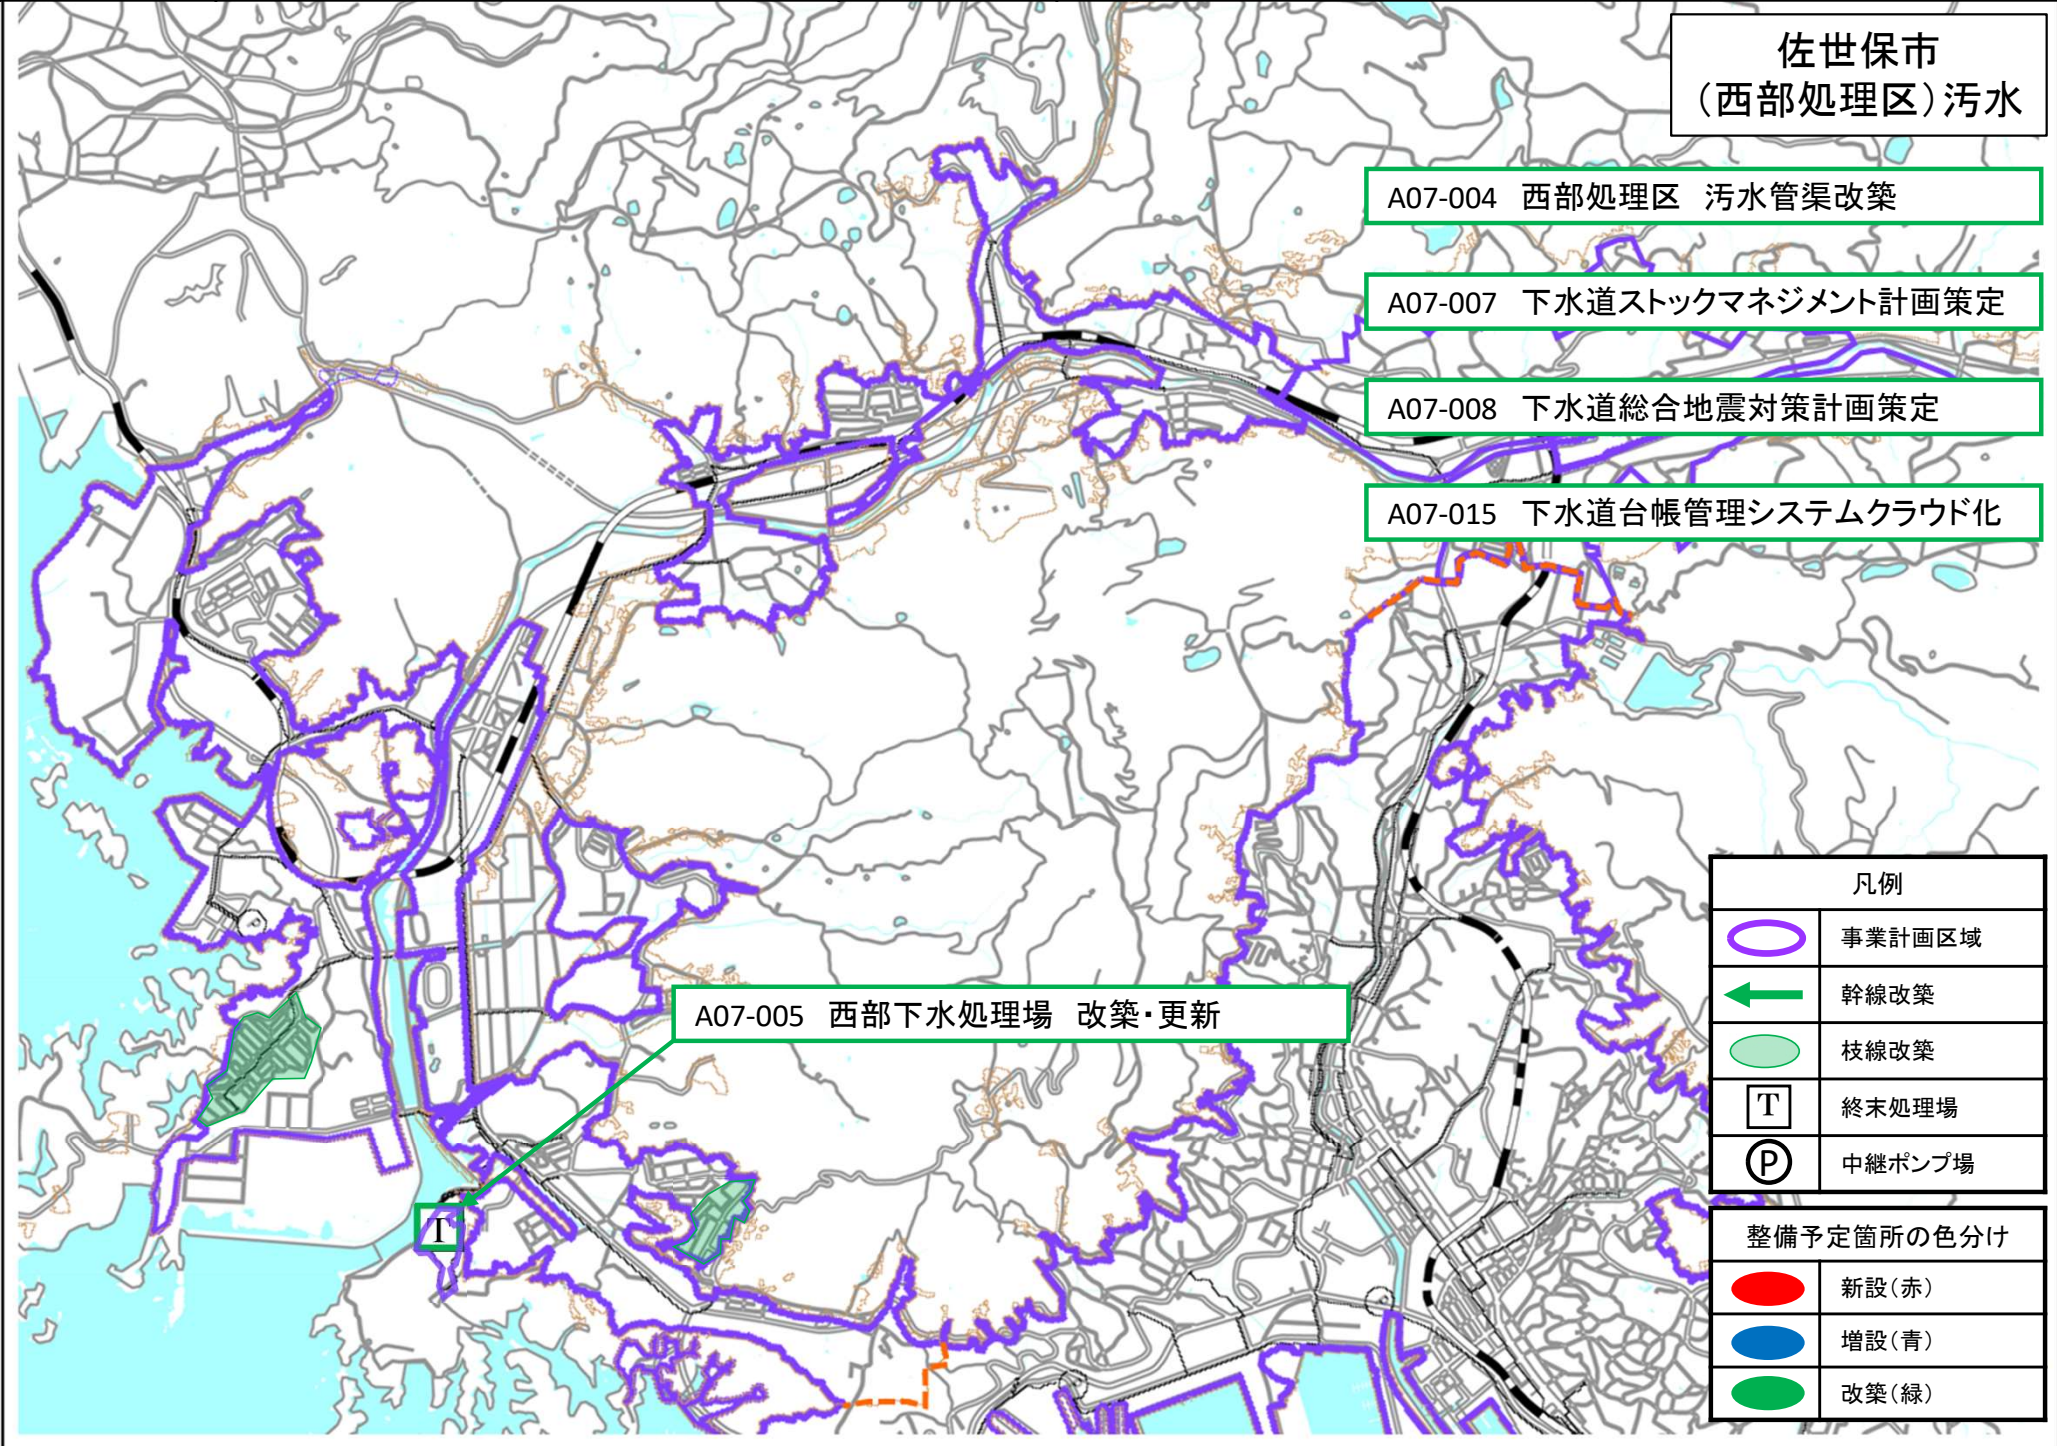 佐世保市
（西部処理区）汚水
A07-004　西部処理区　汚水管渠改築
A07-007　下水道ストックマネジメント計画策定
A07-008　下水道総合地震対策計画策定
A07-015　下水道台帳管理システムクラウド化
A07-005　西部下水処理場　改築・更新
T
凡例
事業計画区域
幹線改築
枝線改築
T　終末処理場
P　中継ポンプ場
整備予定箇所の色分け
新設（赤）
増設（青）
改築（緑）